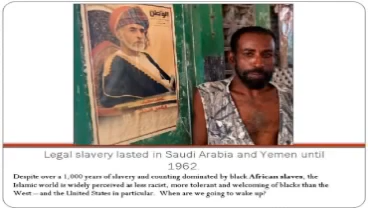 Legal slavery lasted in Saudi Arabia and Yemen until
1962
Despite over a 1,000 years of slavery and counting dominated by black African slaves, the
Islamic world is widely perceived as less racist, more tolerant and welcoming of blacks than the
West – and the United States in particular. When are we going to wake up?